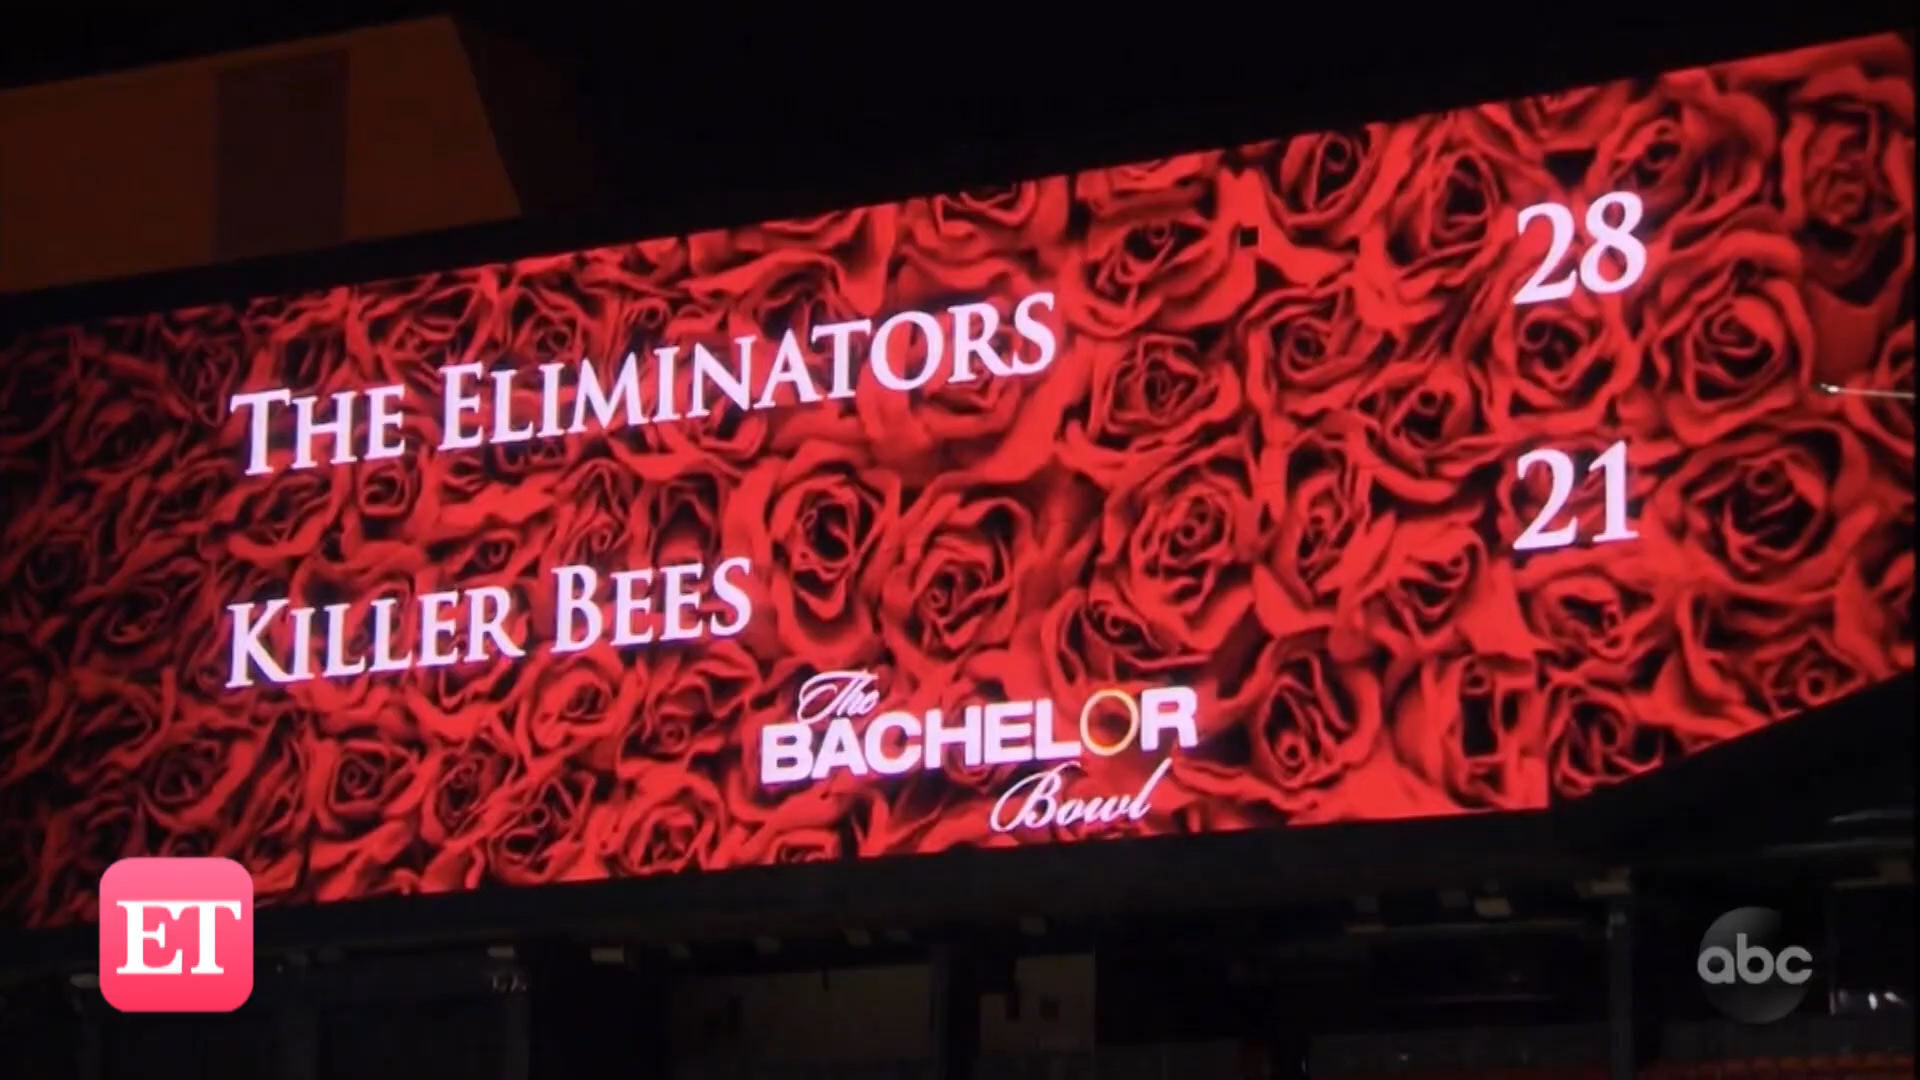 The Eliminators 28
Killer Bees 21
The
BACHELOR
Bowl
ET
abc